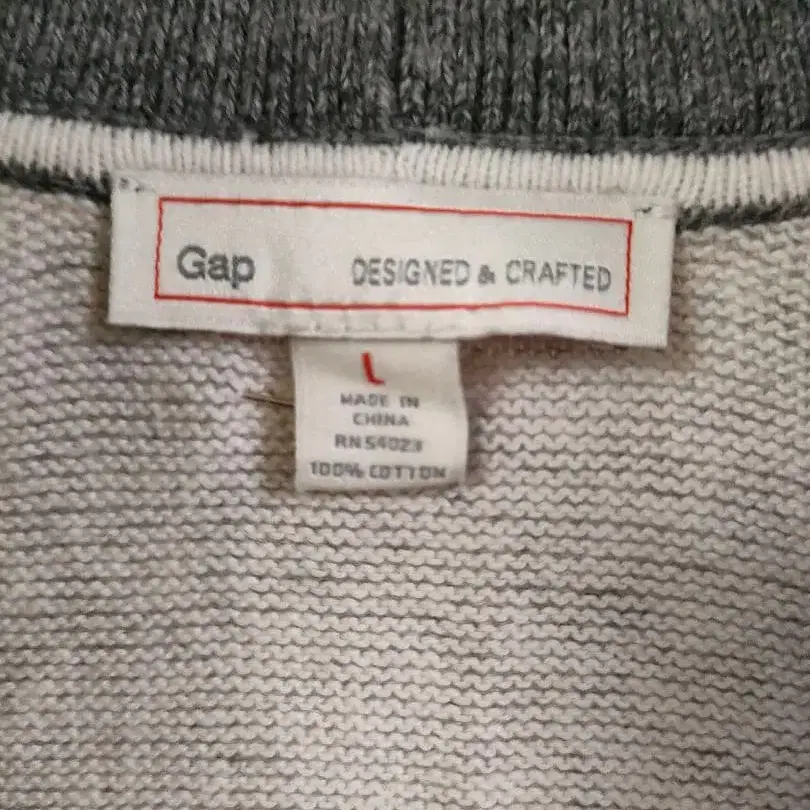 Gap DESIGNED & CRAFTED
L
MADE IN
CHINA
RN 54023
100% COTTON